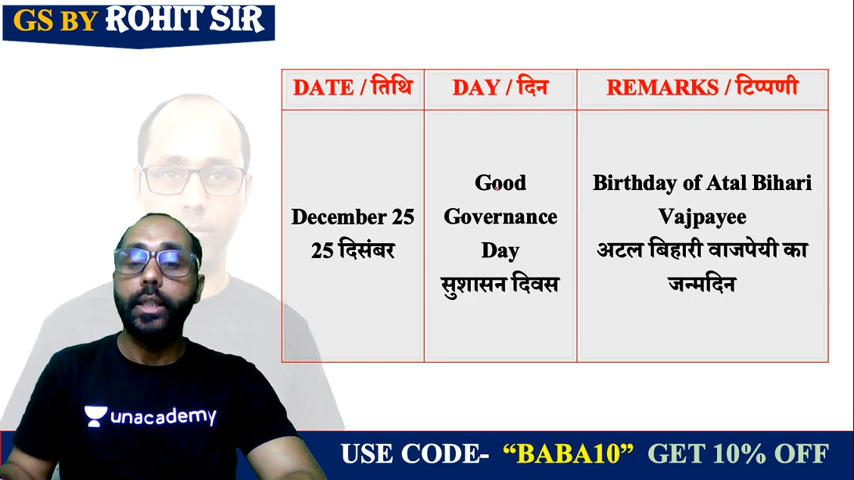 GS BY ROHIT SIR
DATE / तिथि
DAY / दिन
REMARKS / टिप्पणी
December 25
25 दिसंबर
Good
Governance
Day
सुशासन दिवस
Birthday of Atal Bihari
Vajpayee
अटल बिहारी वाजपेयी का
जन्मदिन
unacademy
USE CODE- “BABA10” GET 10% OFF